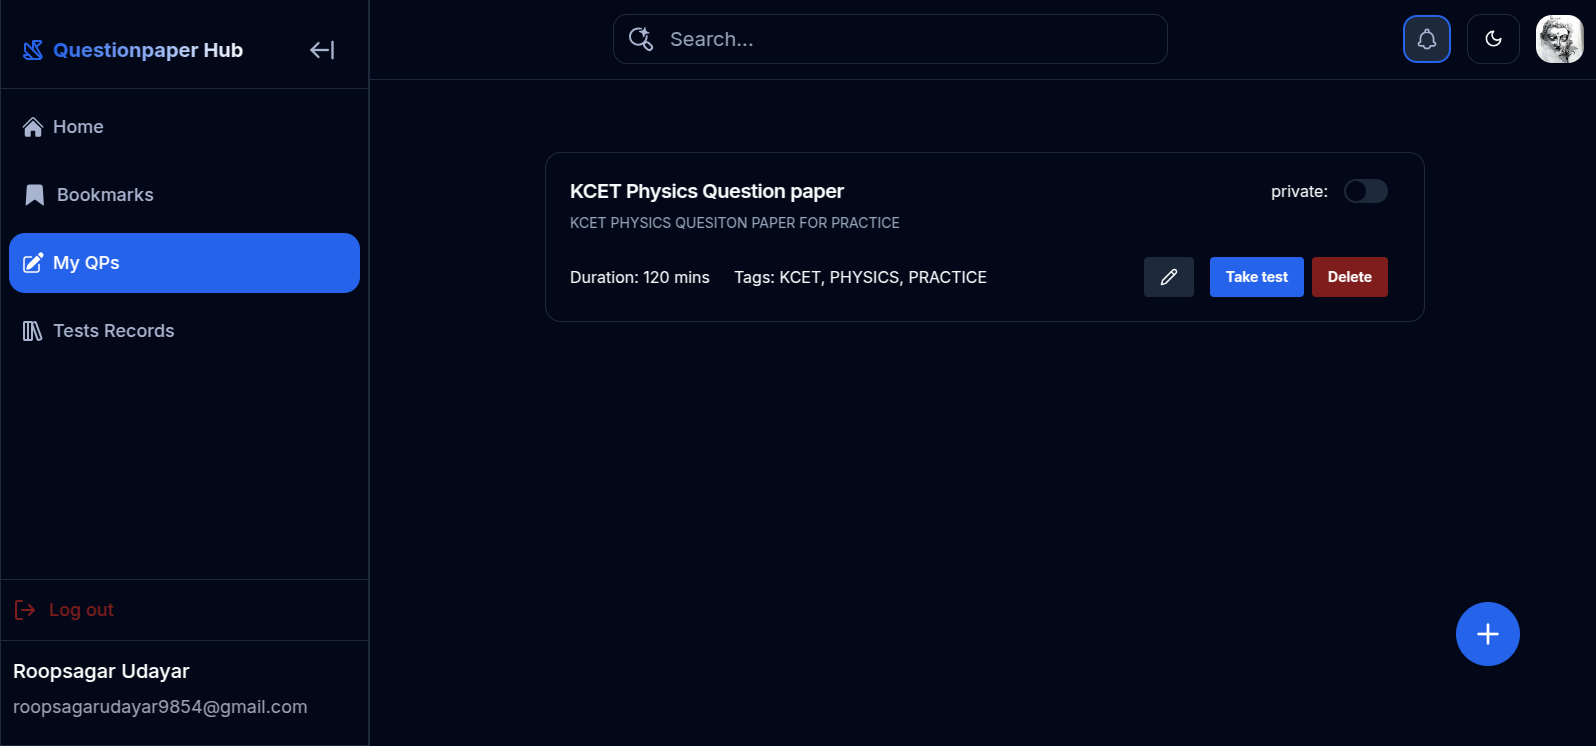 Questionpaper Hub
Search...
Home
Bookmarks
My QPs
Tests Records
KCET Physics Question paper
private:
KCET PHYSICS QUESITON PAPER FOR PRACTICE
Duration: 120 mins Tags: KCET, PHYSICS, PRACTICE Take test Delete
Log out
Roopsagar Udayar
roopsagarudayar9854@gmail.com